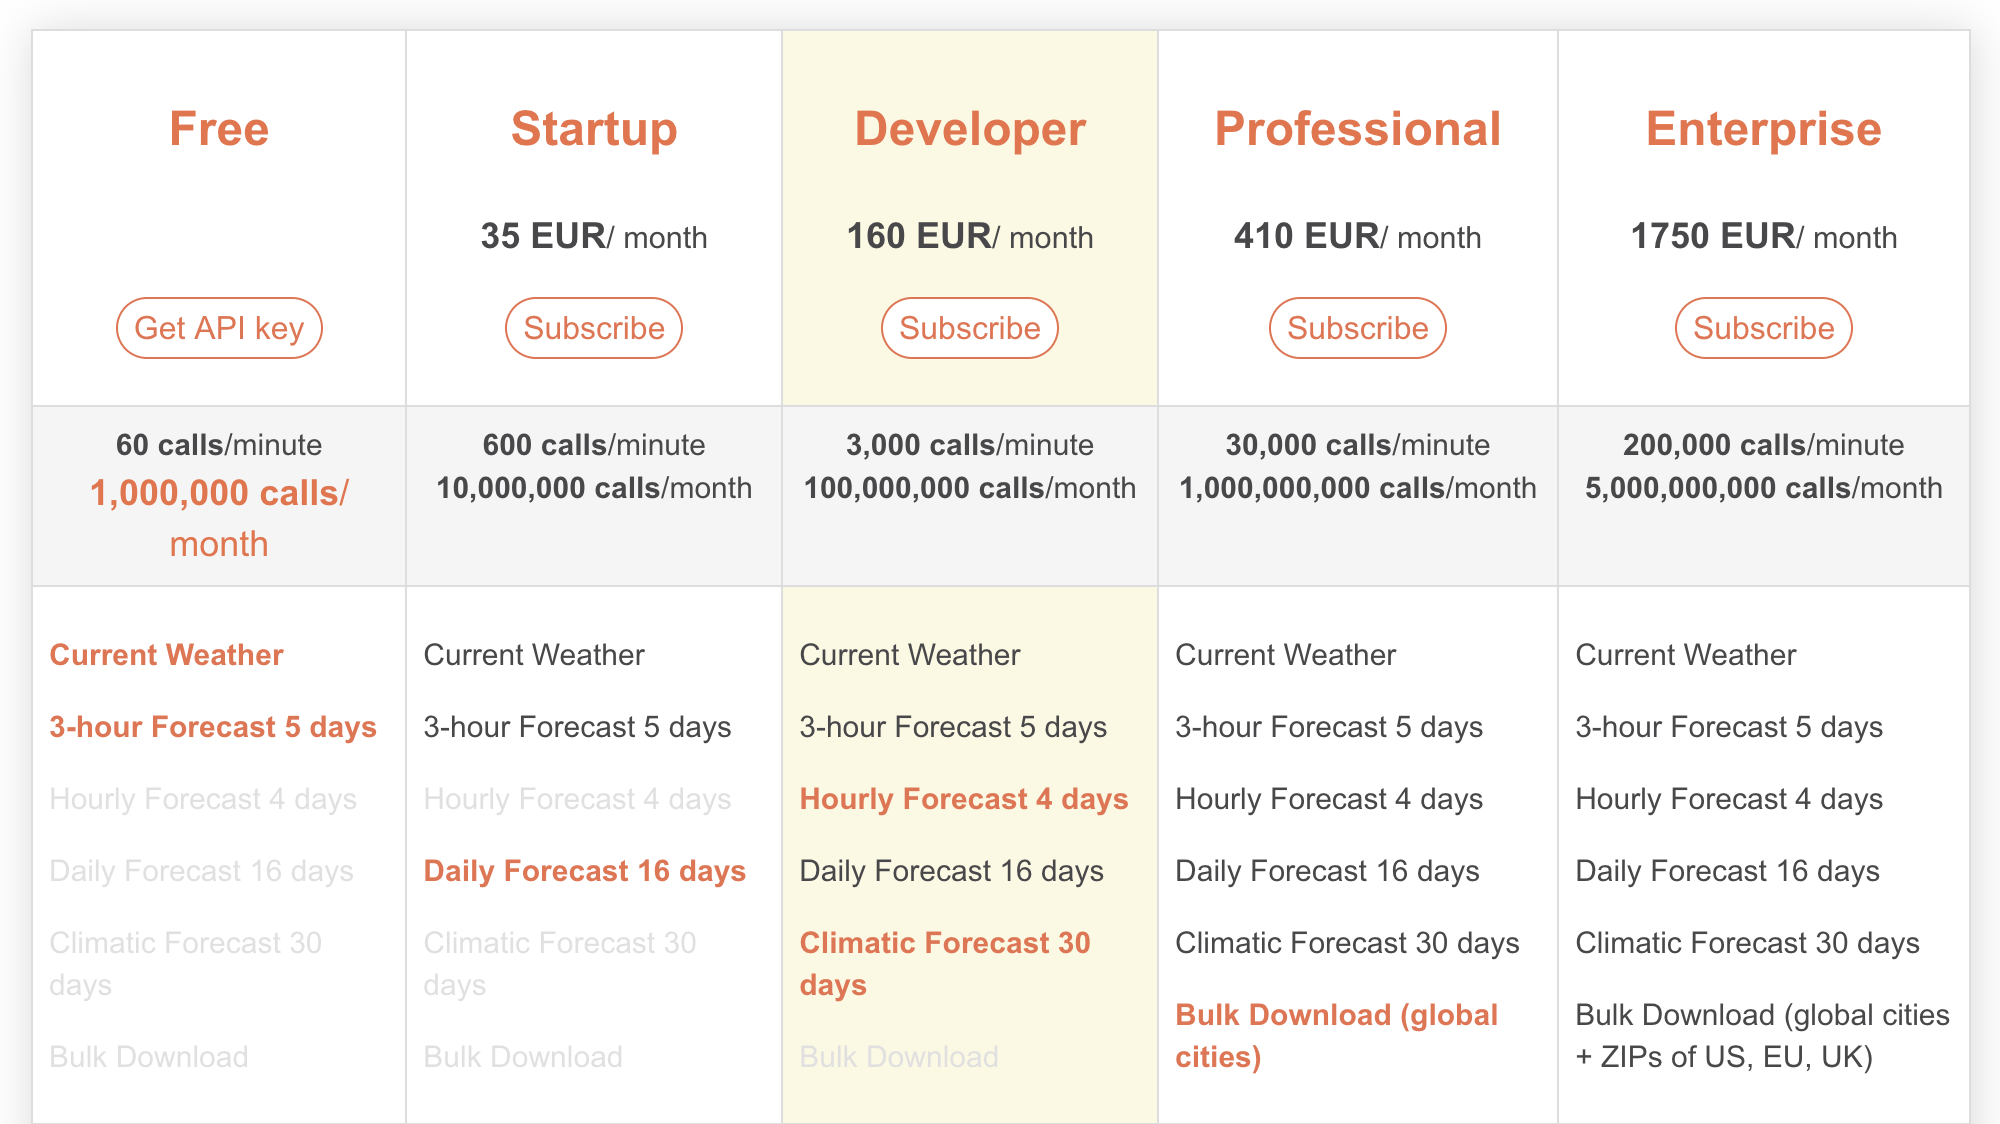 Free
Startup
Developer
Professional
Enterprise
35 EUR/ month
160 EUR/ month
410 EUR/ month
1750 EUR/ month
Get API key
Subscribe
Subscribe
Subscribe
Subscribe
60 calls/minute
1,000,000 calls/
month
600 calls/minute
10,000,000 calls/month
3,000 calls/minute
100,000,000 calls/month
30,000 calls/minute
1,000,000,000 calls/month
200,000 calls/minute
5,000,000,000 calls/month
Current Weather
3-hour Forecast 5 days
Hourly Forecast 4 days
Daily Forecast 16 days
Climatic Forecast 30
days
Bulk Download
Current Weather
3-hour Forecast 5 days
Hourly Forecast 4 days
Daily Forecast 16 days
Climatic Forecast 30
days
Bulk Download
Current Weather
3-hour Forecast 5 days
Hourly Forecast 4 days
Daily Forecast 16 days
Climatic Forecast 30
days
Bulk Download
Current Weather
3-hour Forecast 5 days
Hourly Forecast 4 days
Daily Forecast 16 days
Climatic Forecast 30 days
Bulk Download (global
cities)
Current Weather
3-hour Forecast 5 days
Hourly Forecast 4 days
Daily Forecast 16 days
Climatic Forecast 30 days
Bulk Download (global cities
+ ZIPs of US, EU, UK)